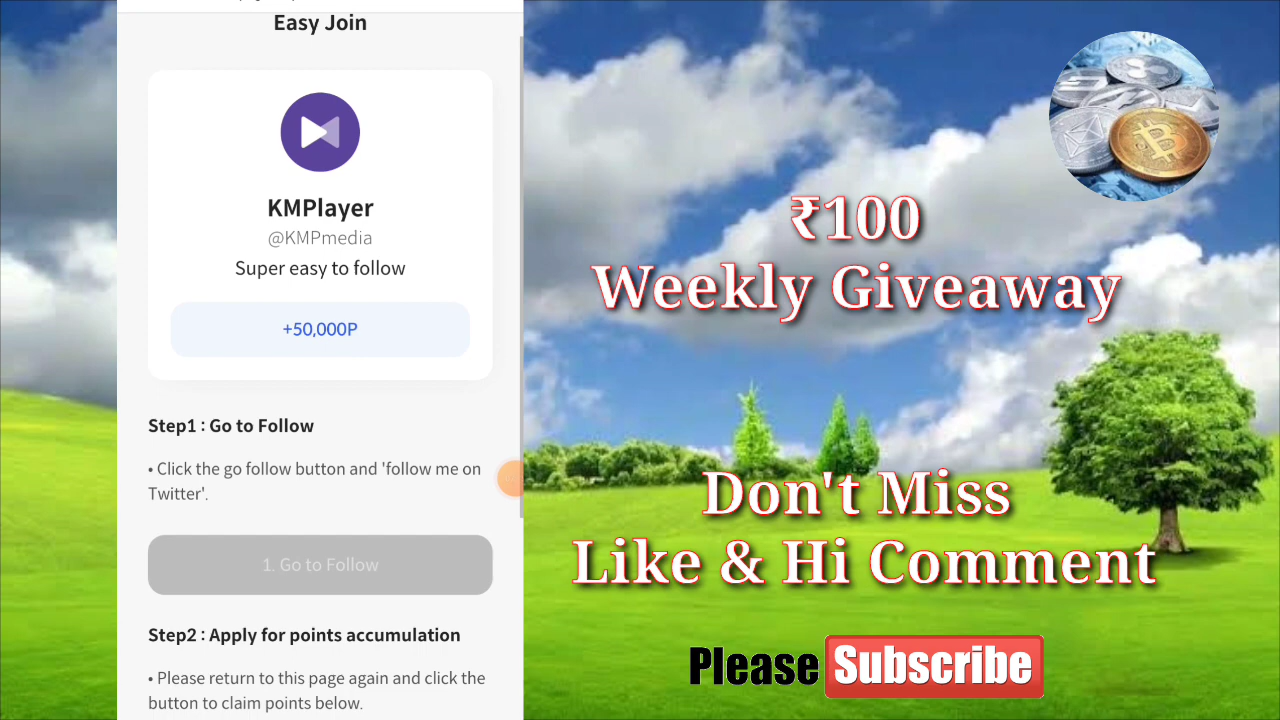 Easy Join
KMPlayer
@KMPmedia
Super easy to follow
+50,000P
Step1 : Go to Follow
• Click the go follow button and 'follow me on
Twitter'.
1. Go to Follow
Step2 : Apply for points accumulation
• Please return to this page again and click the
button to claim points below.
₹100
Weekly Giveaway
Don't Miss
Like & Hi Comment
Please Subscribe